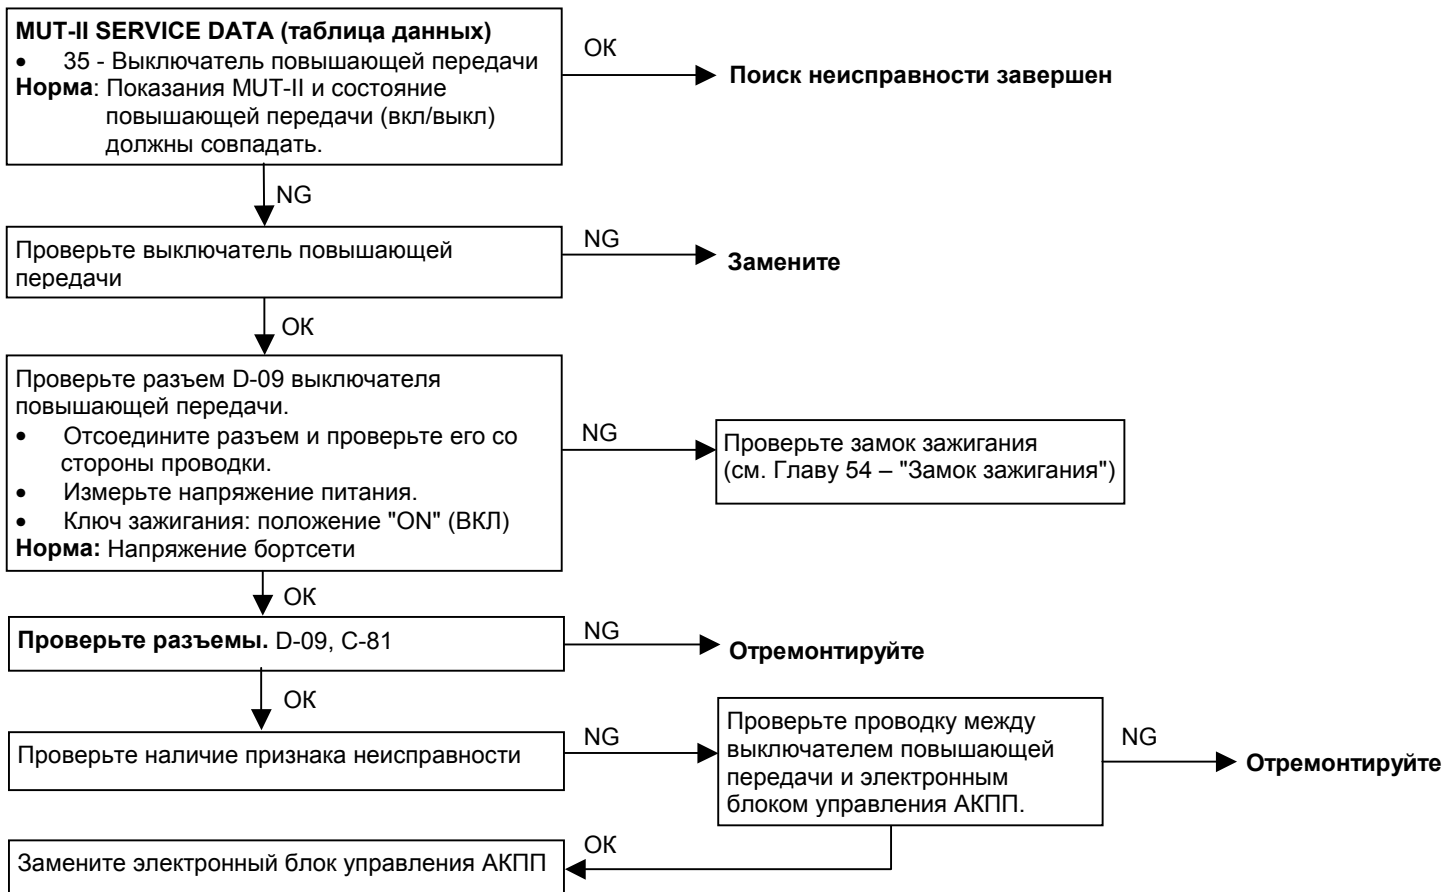 MUT-II SERVICE DATA (таблица данных)
• 35 - Выключатель повышающей передачи
Норма: Показания MUT-II и состояние
повышающей передачи (вкл/выкл)
должны совпадать.
OK
Поиск неисправности завершен
NG
Проверьте выключатель повышающей
передачи
NG
Замените
OK
Проверьте разъем D-09 выключателя
повышающей передачи.
• Отсоедините разъем и проверьте его со
стороны проводки.
• Измерьте напряжение питания.
• Ключ зажигания: положение "ON" (ВКЛ)
Норма: Напряжение бортсети
NG
Проверьте замок зажигания
(см. Главу 54 – "Замок зажигания")
OK
Проверьте разъемы. D-09, C-81
NG
Отремонтируйте
OK
Проверьте наличие признака неисправности
NG
Проверьте проводку между
выключателем повышающей
передачи и электронным
блоком управления АКПП.
NG
Отремонтируйте
OK
Замените электронный блок управления АКПП